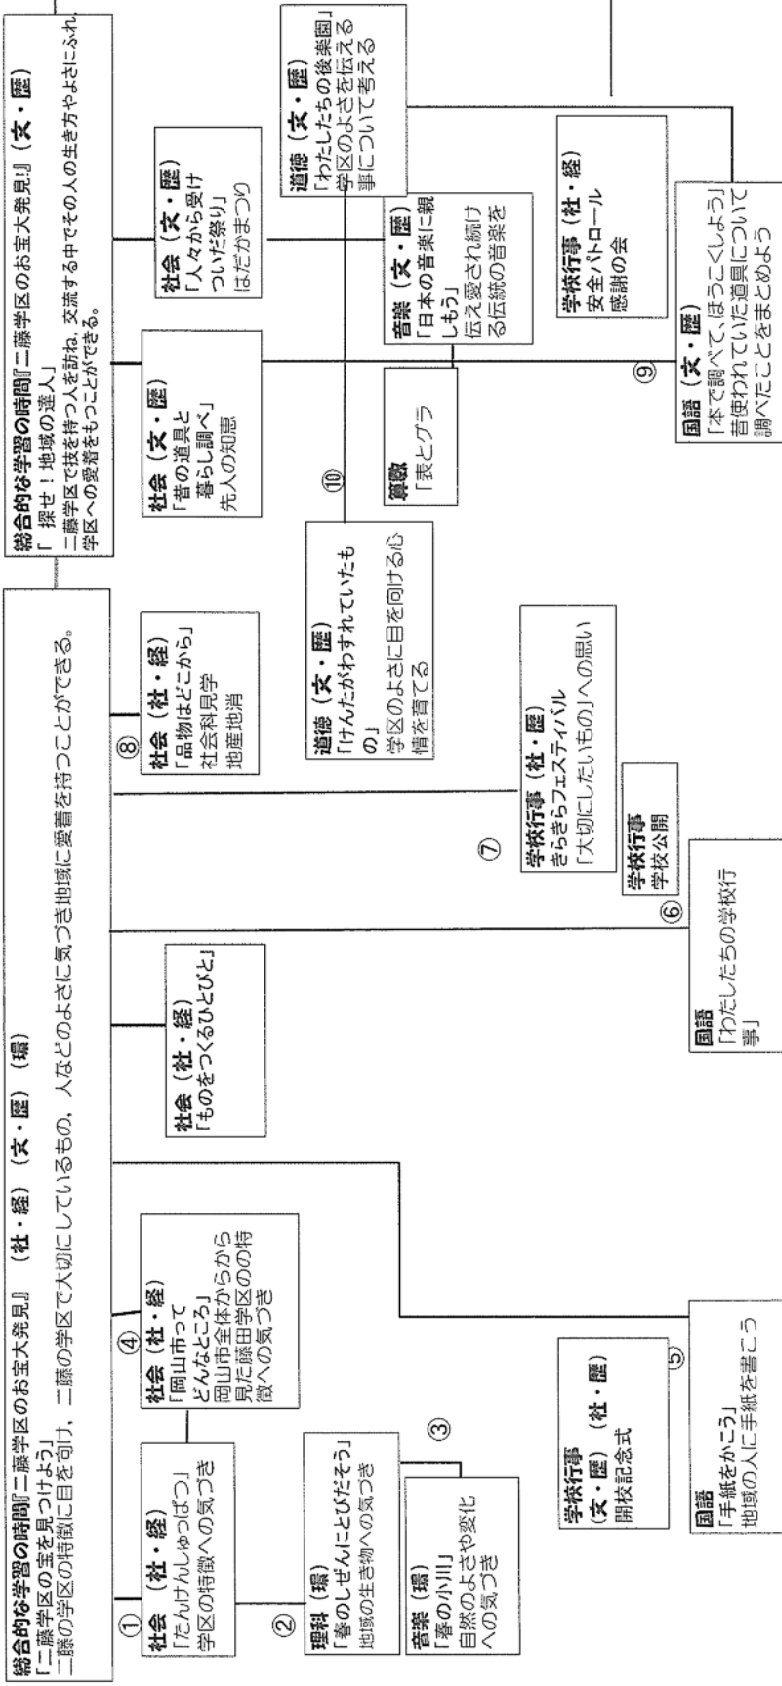 総合的な学習の時間『二藤学区のお宝大発見』 （社・経）（文・歴）（環）
「二藤学区の宝を見つけよう」
二藤の学区の特徴に目を向け，二藤の学区で大切にしているもの，人などのよさに気づき地域に愛着を持つことができる。
①
社会（社・経）
「たんけんしゅっぱつ」
学区の特徴への気づき
②
理科（環）
「春のしぜんにとびだそう」
地域の生き物への気づき
③
音楽（環）
「春の小川」
自然のよさや変化
への気づき
④
社会（社・経）
「岡山市って
どんなところ」
岡山市全体からから
見た藤田学区のの特
徴への気づき
学校行事
（文・歴）（社・歴）
開校記念式
⑤
国語
「手紙をかこう」
地域の人に手紙を書こう
社会（社・経）
「ものをつくるひとびと」
⑥
国語
「わたしたちの学校行
事」
⑦
学校行事（社・歴）
きらきらフェスティバル
「大切にしたいもの」への思い
学校行事
学校公開
⑧
社会（社・経）
「品物はどこから」
社会科見学
地産地消
総合的な学習の時間『二藤学区のお宝大発見!』（文・歴）
「探せ！地域の達人」
二藤学区で技を持つ人を訪ね，交流する中でその人の生き方やよさにふれ，
学区への愛着をもつことができる。
社会（文・歴）
「昔の道具と
暮らし調べ」
先人の知恵
社会（文・歴）
「人々から受け
ついだ祭り」
はだかまつり
道徳（文・歴）
「けんたがわすれていたも
の」
学区のよさに目を向ける心
情を育てる
⑩
道徳（文・歴）
「わたしたちの後楽園」
学区のよさを伝える
事について考える
算数
「表とグラ
音楽（文・歴）
「日本の音楽に親
しもう」
伝え愛され続け
る伝統の音楽を
学校行事（社・経）
安全パトロール
感謝の会
⑨
国語（文・歴）
「本で調べて、ほうこくしよう」
昔使われていた道具について
調べたことをまとめよう